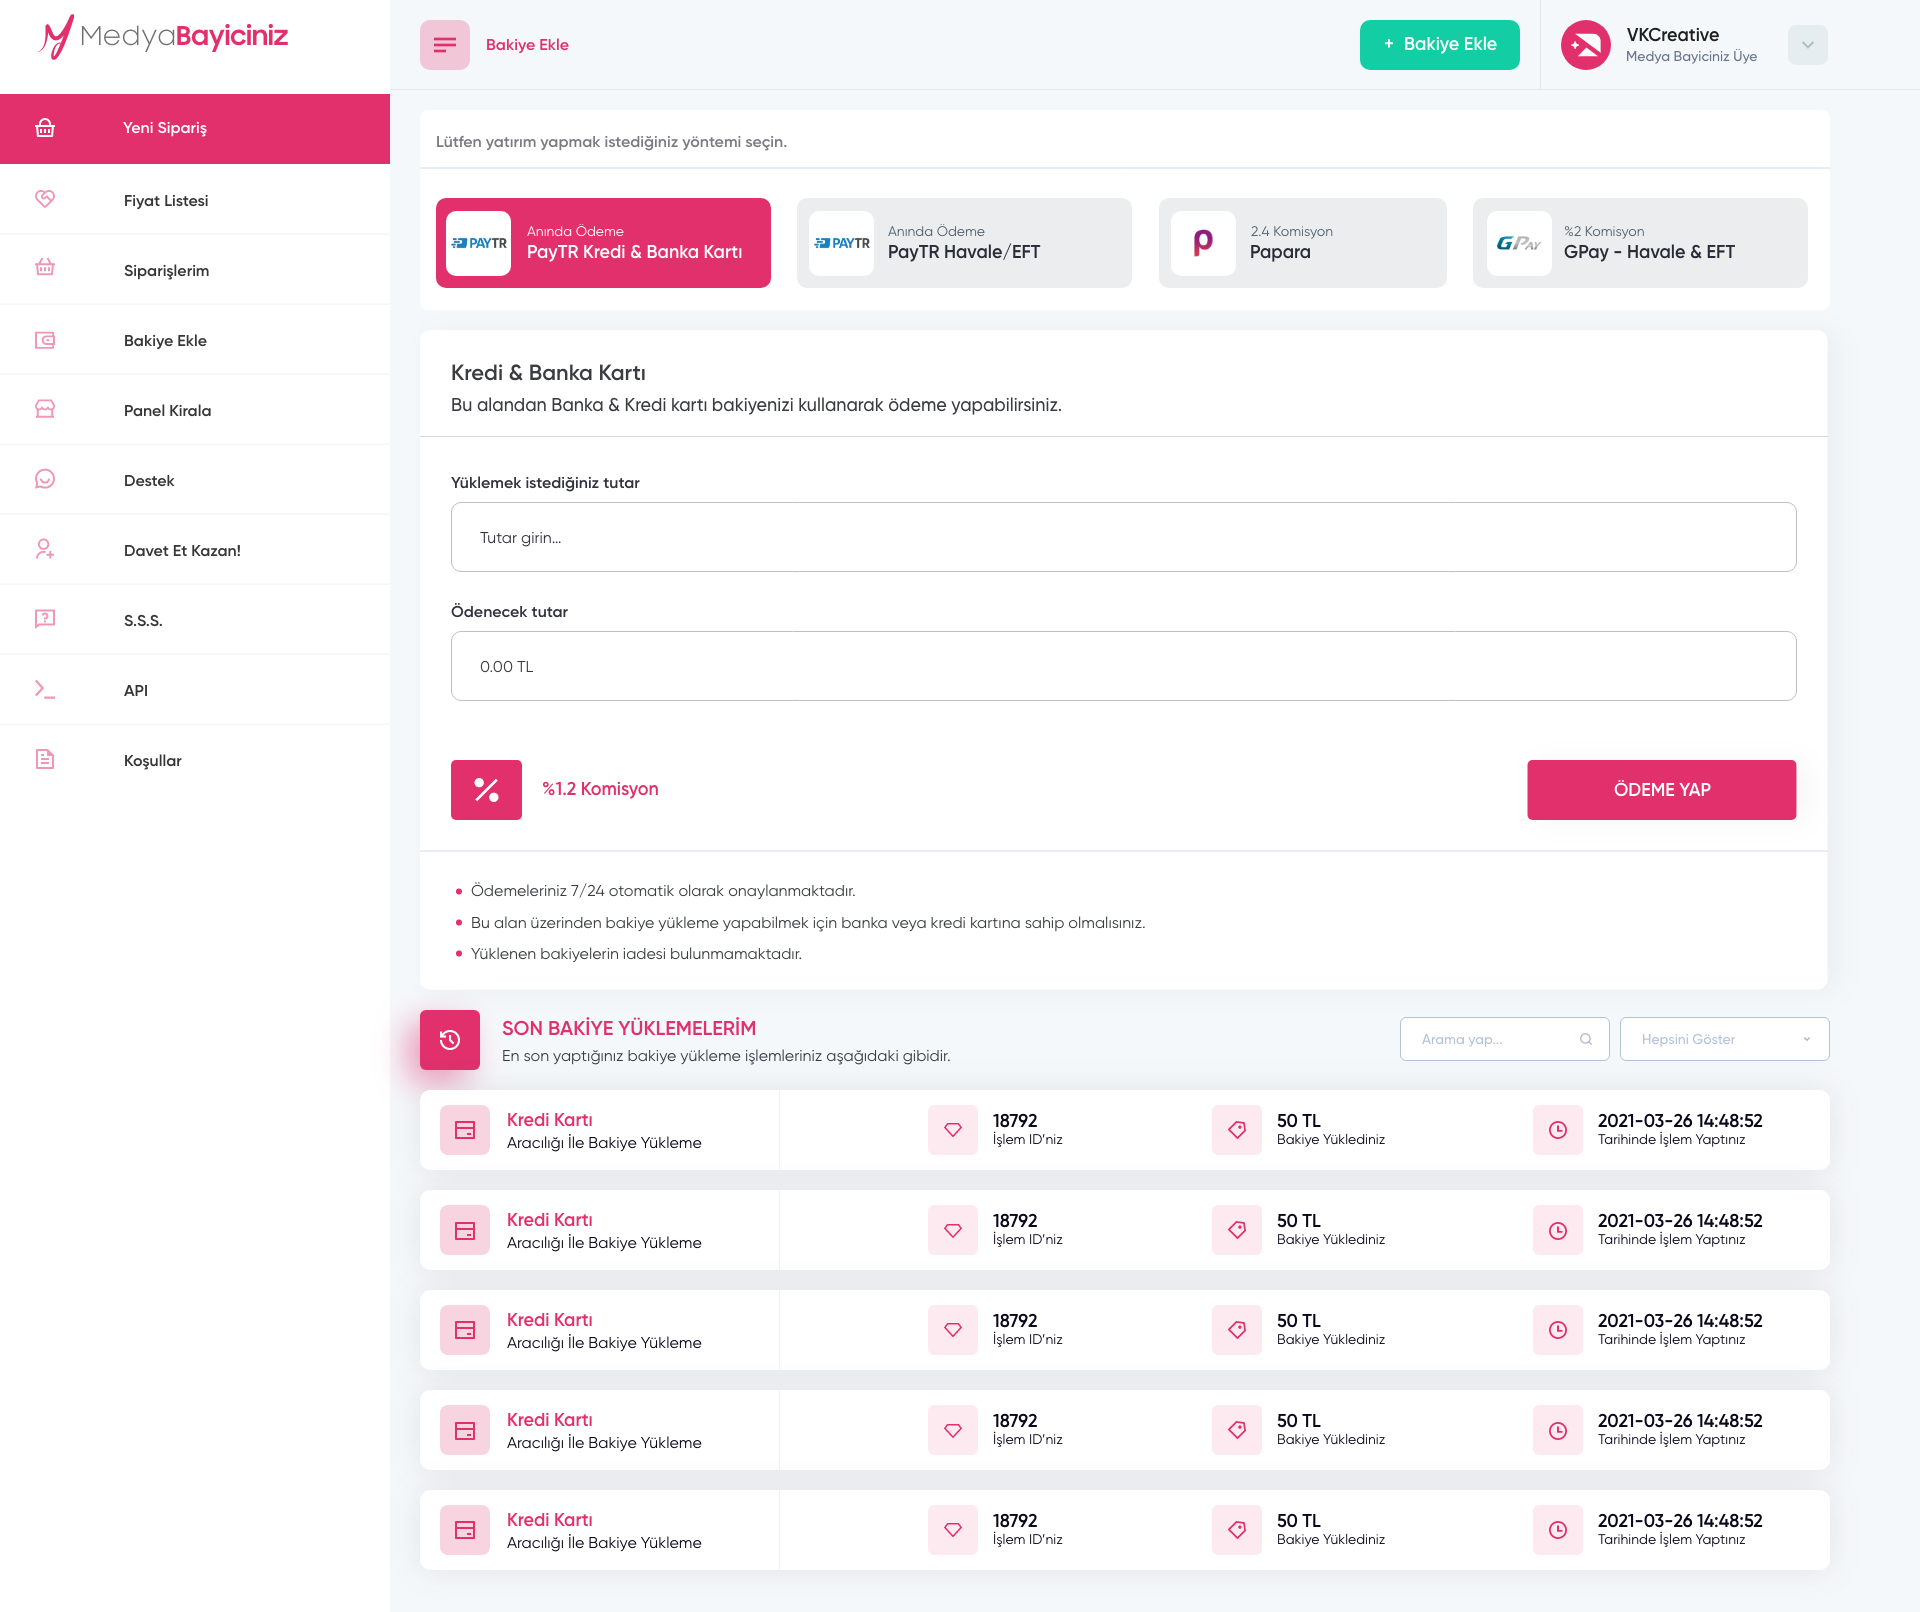 MedyaBayiciniz
Bakiye Ekle
+ Bakiye Ekle
VKCreative
Medya Bayiciniz Üye
Yeni Sipariş
Fiyat Listesi
Siparişlerim
Bakiye Ekle
Panel Kirala
Destek
Davet Et Kazan!
S.S.S.
API
Koşullar
Lütfen yatırım yapmak istediğiniz yöntemi seçin.
PAYTR
Anında Ödeme
PayTR Kredi & Banka Kartı
PAYTR
Anında Ödeme
PayTR Havale/EFT
p
2.4 Komisyon
Papara
GPAY
%2 Komisyon
GPay - Havale & EFT
Kredi & Banka Kartı
Bu alandan Banka & Kredi kartı bakiyenizi kullanarak ödeme yapabilirsiniz.
Yüklemek istediğiniz tutar
Tutar girin...
Ödenecek tutar
0.00 TL
%1.2 Komisyon
ÖDEME YAP
Ödemeleriniz 7/24 otomatik olarak onaylanmaktadır.
Bu alan üzerinden bakiye yükleme yapabilmek için banka veya kredi kartına sahip olmalısınız.
Yüklenen bakiyelerin iadesi bulunmamaktadır.
SON BAKİYE YÜKLEMELERİM
En son yaptığınız bakiye yükleme işlemleriniz aşağıdaki gibidir.
Arama yap...
Hepsini Göster
Kredi Kartı
Aracılığı İle Bakiye Yükleme
18792
İşlem ID'niz
50 TL
Bakiye Yüklediniz
2021-03-26 14:48:52
Tarihinde İşlem Yaptınız
Kredi Kartı
Aracılığı İle Bakiye Yükleme
18792
İşlem ID'niz
50 TL
Bakiye Yüklediniz
2021-03-26 14:48:52
Tarihinde İşlem Yaptınız
Kredi Kartı
Aracılığı İle Bakiye Yükleme
18792
İşlem ID'niz
50 TL
Bakiye Yüklediniz
2021-03-26 14:48:52
Tarihinde İşlem Yaptınız
Kredi Kartı
Aracılığı İle Bakiye Yükleme
18792
İşlem ID'niz
50 TL
Bakiye Yüklediniz
2021-03-26 14:48:52
Tarihinde İşlem Yaptınız
Kredi Kartı
Aracılığı İle Bakiye Yükleme
18792
İşlem ID'niz
50 TL
Bakiye Yüklediniz
2021-03-26 14:48:52
Tarihinde İşlem Yaptınız